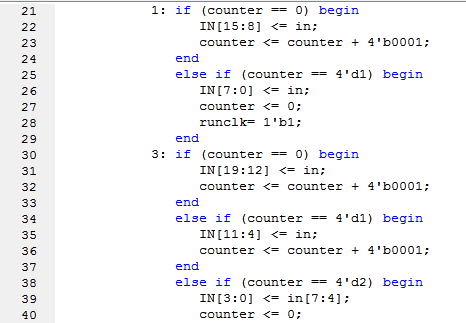 21 1: if (counter == 0) begin
22 IN[15:8] <= in;
23 counter <= counter + 4'b0001;
24 end
25 else if (counter == 4'd1) begin
26 IN[7:0] <= in;
27 counter <= 0;
28 runclk= 1'b1;
29 end
30 3: if (counter == 0) begin
31 IN[19:12] <= in;
32 counter <= counter + 4'b0001;
33 end
34 else if (counter == 4'd1) begin
35 IN[11:4] <= in;
36 counter <= counter + 4'b0001;
37 end
38 else if (counter == 4'd2) begin
39 IN[3:0] <= in[7:4];
40 counter <= 0;